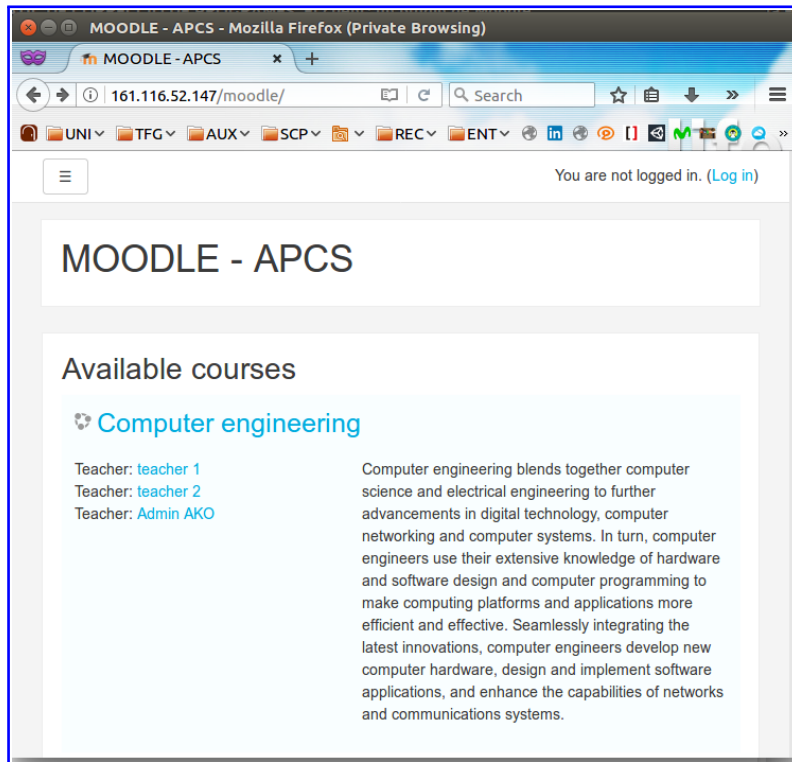 MOODLE - APCS - Mozilla Firefox (Private Browsing)
MOODLE - APCS × +
161.116.52.147/moodle/ Search
UNI TFG AUX SCP REC ENT in []
You are not logged in. (Log in)
MOODLE - APCS
Available courses
Computer engineering
Teacher: teacher 1
Teacher: teacher 2
Teacher: Admin AKO
Computer engineering blends together computer
science and electrical engineering to further
advancements in digital technology, computer
networking and computer systems. In turn, computer
engineers use their extensive knowledge of hardware
and software design and computer programming to
make computing platforms and applications more
efficient and effective. Seamlessly integrating the
latest innovations, computer engineers develop new
computer hardware, design and implement software
applications, and enhance the capabilities of networks
and communications systems.